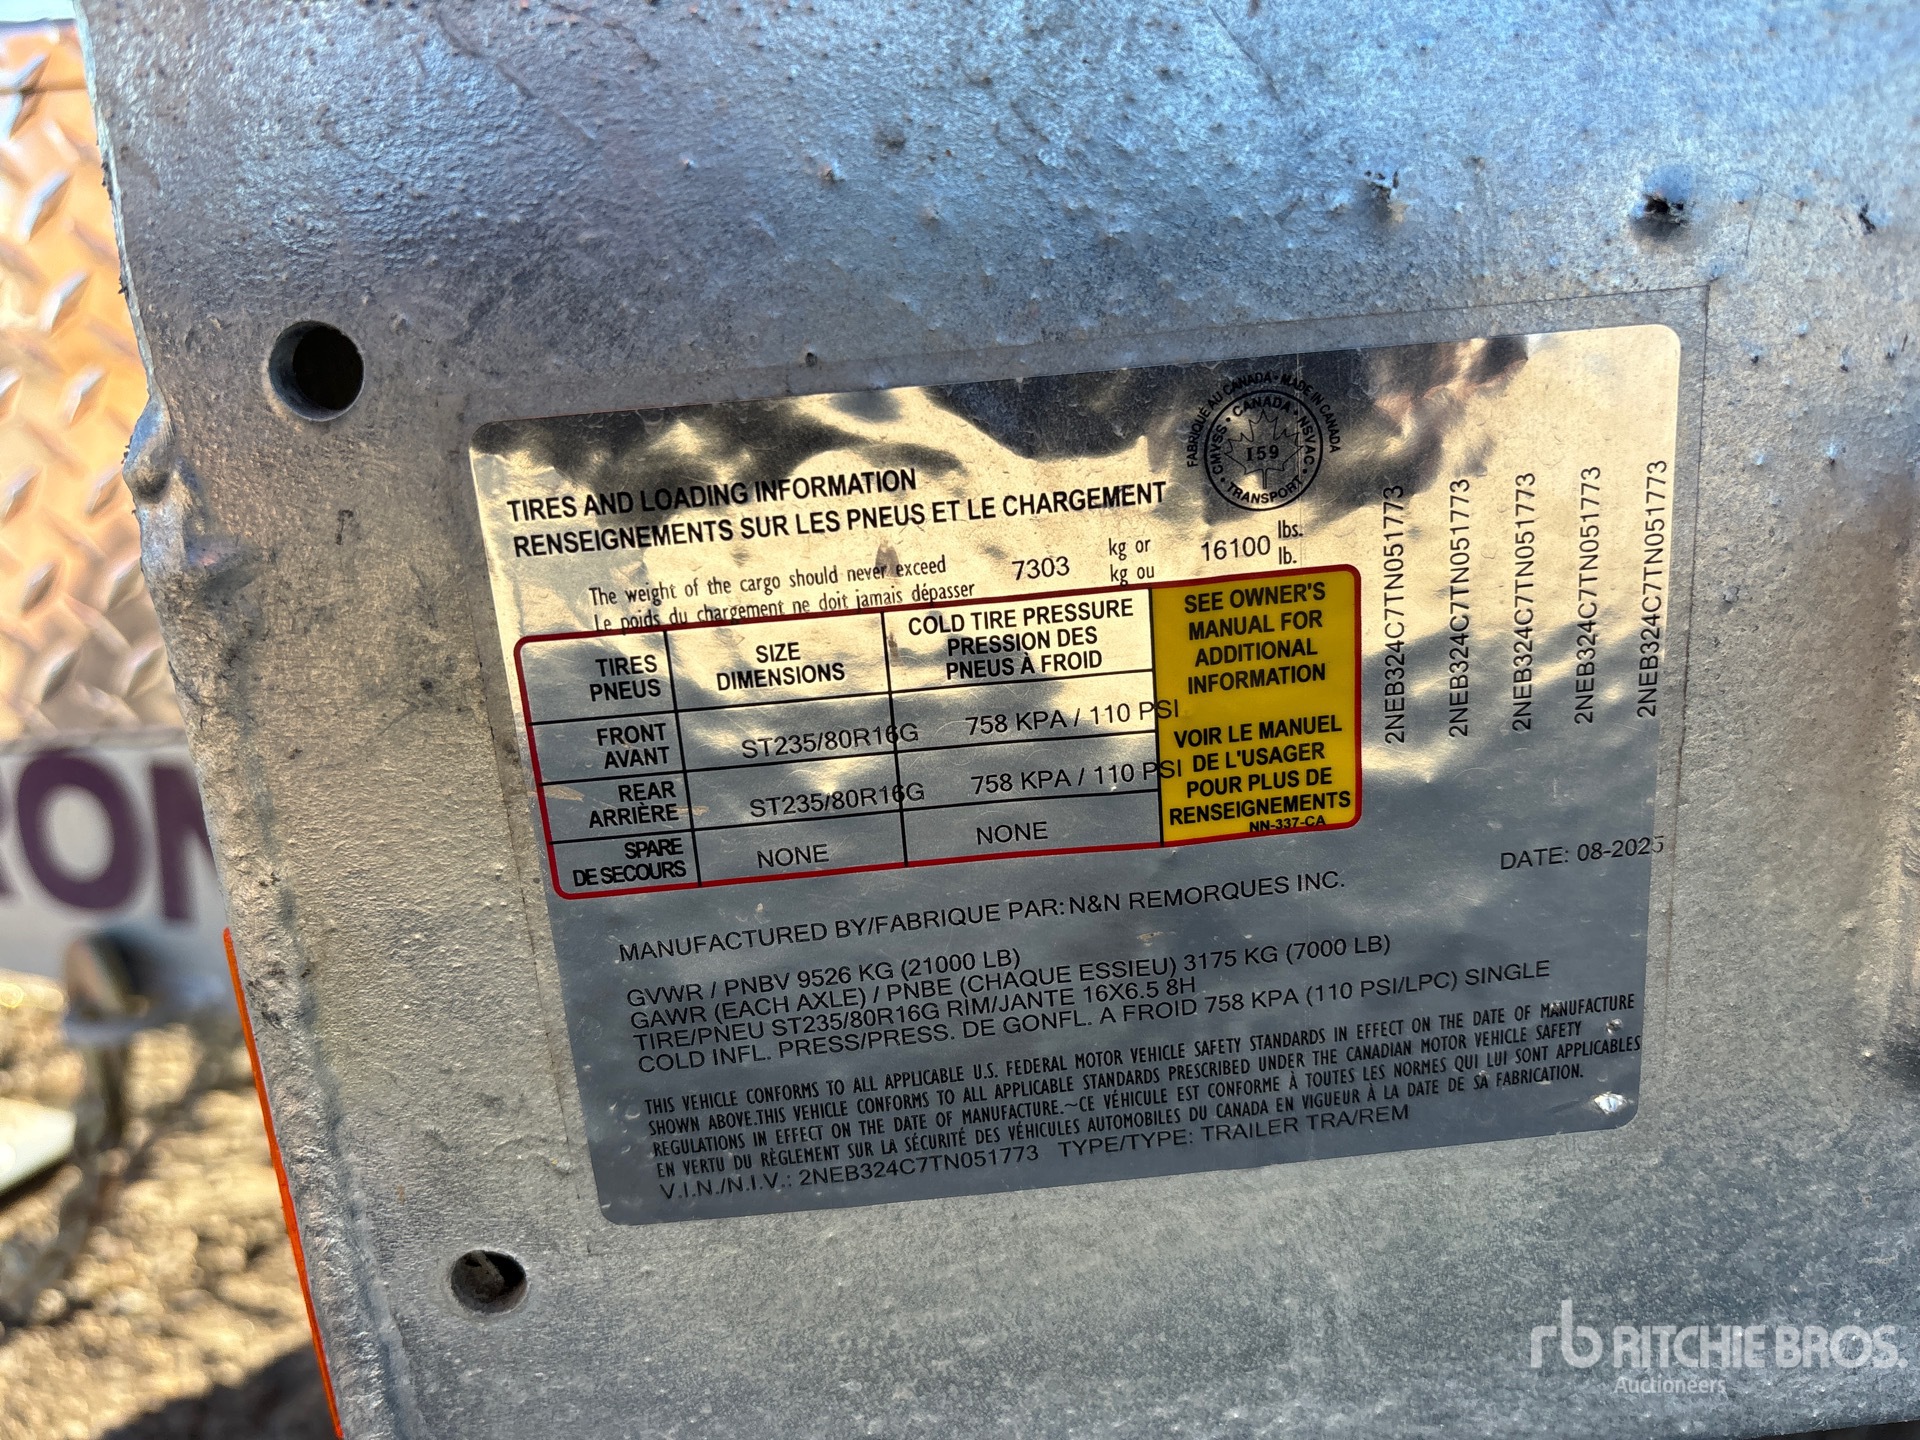 FABRIQUÉ AU CANADA • MADE IN CANADA
CMVSS • CANADA • NSVAC • TRANSPORT •
159
TIRES AND LOADING INFORMATION
RENSEIGNEMENTS SUR LES PNEUS ET LE CHARGEMENT
The weight of the cargo should never exceed 7303 kg or 16100 lbs.
Le poids du chargement ne doit jamais dépasser kg ou lb.
TIRES
PNEUS
SIZE
DIMENSIONS
COLD TIRE PRESSURE
PRESSION DES
PNEUS À FROID
FRONT
AVANT
ST235/80R16G
758 KPA / 110 PSI
REAR
ARRIÈRE
ST235/80R16G
758 KPA / 110 PSI
SPARE
DE SECOURS
NONE
NONE
SEE OWNER'S
MANUAL FOR
ADDITIONAL
INFORMATION
VOIR LE MANUEL
DE L'USAGER
POUR PLUS DE
RENSEIGNEMENTS
NN-337-CA
2NEB324C7TN051773
2NEB324C7TN051773
2NEB324C7TN051773
2NEB324C7TN051773
2NEB324C7TN051773
DATE: 08-2025
MANUFACTURED BY/FABRIQUE PAR: N&N REMORQUES INC.
GVWR / PNBV 9526 KG (21000 LB)
GAWR (EACH AXLE) / PNBE (CHAQUE ESSIEU) 3175 KG (7000 LB)
TIRE/PNEU ST235/80R16G RIM/JANTE 16X6.5 8H
COLD INFL. PRESS/PRESS. DE GONFL. A FROID 758 KPA (110 PSI/LPC) SINGLE
THIS VEHICLE CONFORMS TO ALL APPLICABLE U.S. FEDERAL MOTOR VEHICLE SAFETY STANDARDS IN EFFECT ON THE DATE OF MANUFACTURE
SHOWN ABOVE.THIS VEHICLE CONFORMS TO ALL APPLICABLE STANDARDS PRESCRIBED UNDER THE CANADIAN MOTOR VEHICLE SAFETY
REGULATIONS IN EFFECT ON THE DATE OF MANUFACTURE.~CE VÉHICULE EST CONFORME À TOUTES LES NORMES QUI LUI SONT APPLICABLES
EN VERTU DU RÈGLEMENT SUR LA SÉCURITÉ DES VÉHICULES AUTOMOBILES DU CANADA EN VIGUEUR À LA DATE DE SA FABRICATION.
V.I.N./N.I.V.: 2NEB324C7TN051773 TYPE/TYPE: TRAILER TRA/REM
rb RITCHIE BROS.
Auctioneers